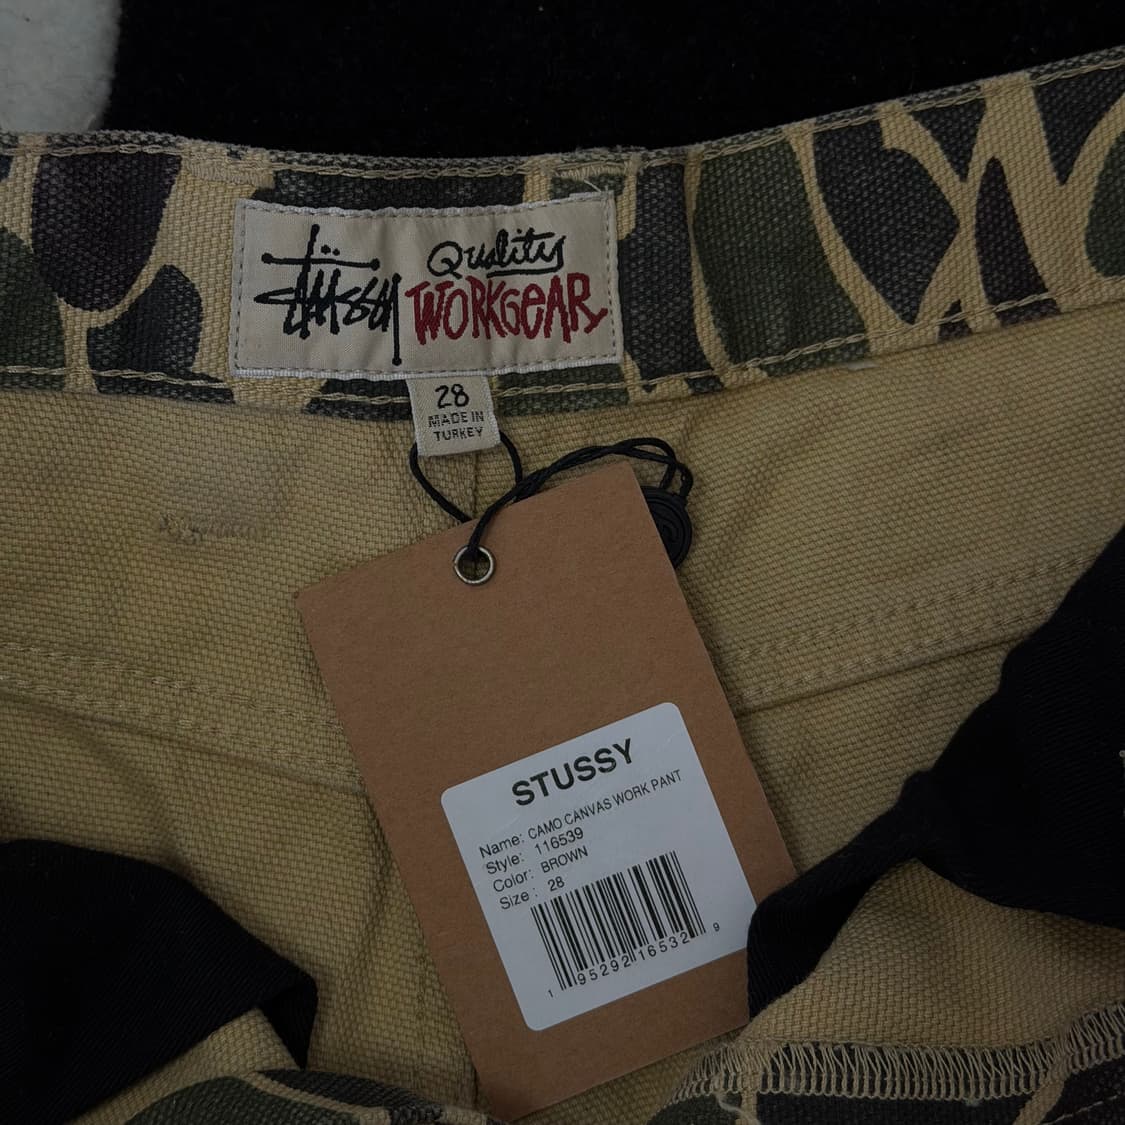 Stüssy Quality
WORKGEAR
28
MADE IN
TURKEY
STUSSY
Name: CAMO CANVAS WORK PANT
Style: 116539
Color: BROWN
Size : 28
1 95292 16532 9